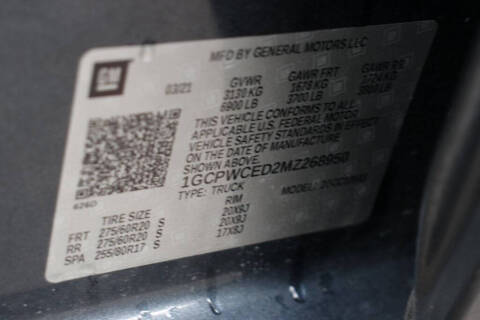 MFD BY GENERAL MOTORS LLC
GM
03/21
GVWR GAWR FRT GAWR RR
3130 KG 1678 KG
6900 LB 3700 LB
THIS VEHICLE CONFORMS TO ALL
APPLICABLE U.S. FEDERAL MOTOR
VEHICLE SAFETY STANDARDS IN EFFECT
ON THE DATE OF MANUFACTURE
SHOWN ABOVE.
1GCPWCED2MZ268950
TYPE: TRUCK MODEL:
TIRE SIZE RIM
FRT 275/60R20 S 20X9J
RR 275/60R20 S 20X9J
SPA 255/80R17 S 17X8J